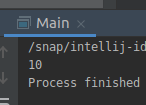 Main
/snap/intellij-id
10
Process finished